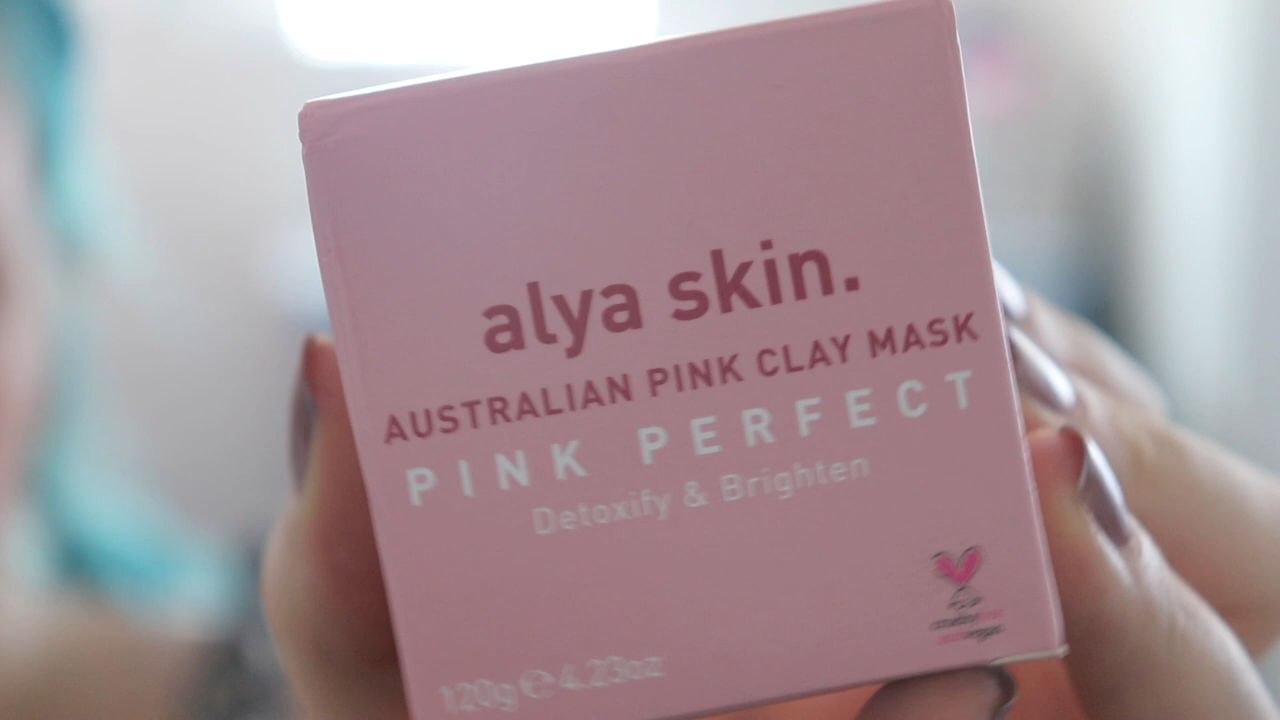 alya skin.
AUSTRALIAN PINK CLAY MASK
PINK PERFECT
Detoxify & Brighten
120g e 4.23oz